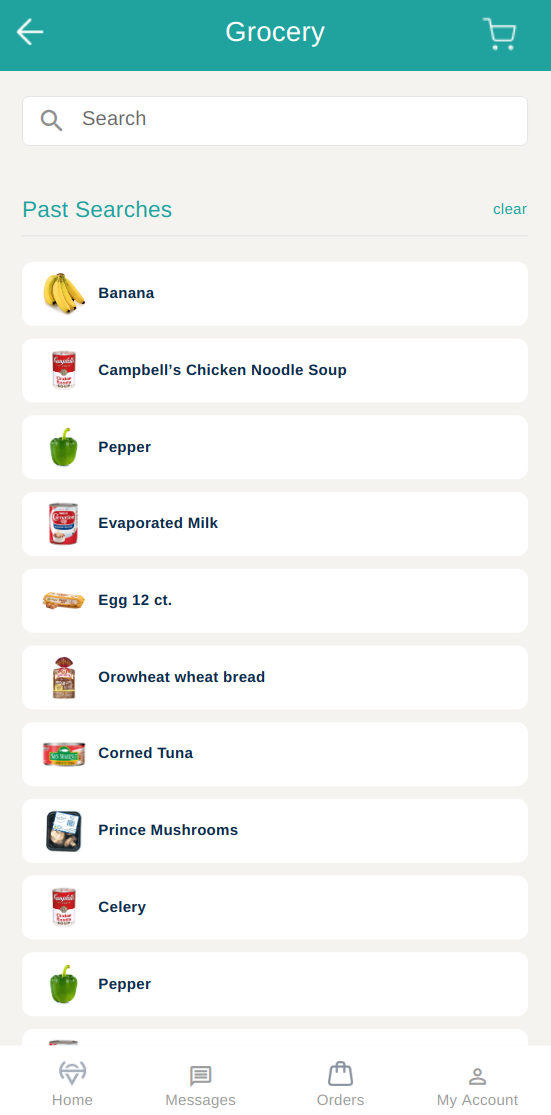 Grocery
Search
Past Searches
clear
Banana
Campbell’s Chicken Noodle Soup
Pepper
Evaporated Milk
Egg 12 ct.
Orowheat wheat bread
Corned Tuna
Prince Mushrooms
Celery
Pepper
Home
Messages
Orders
My Account